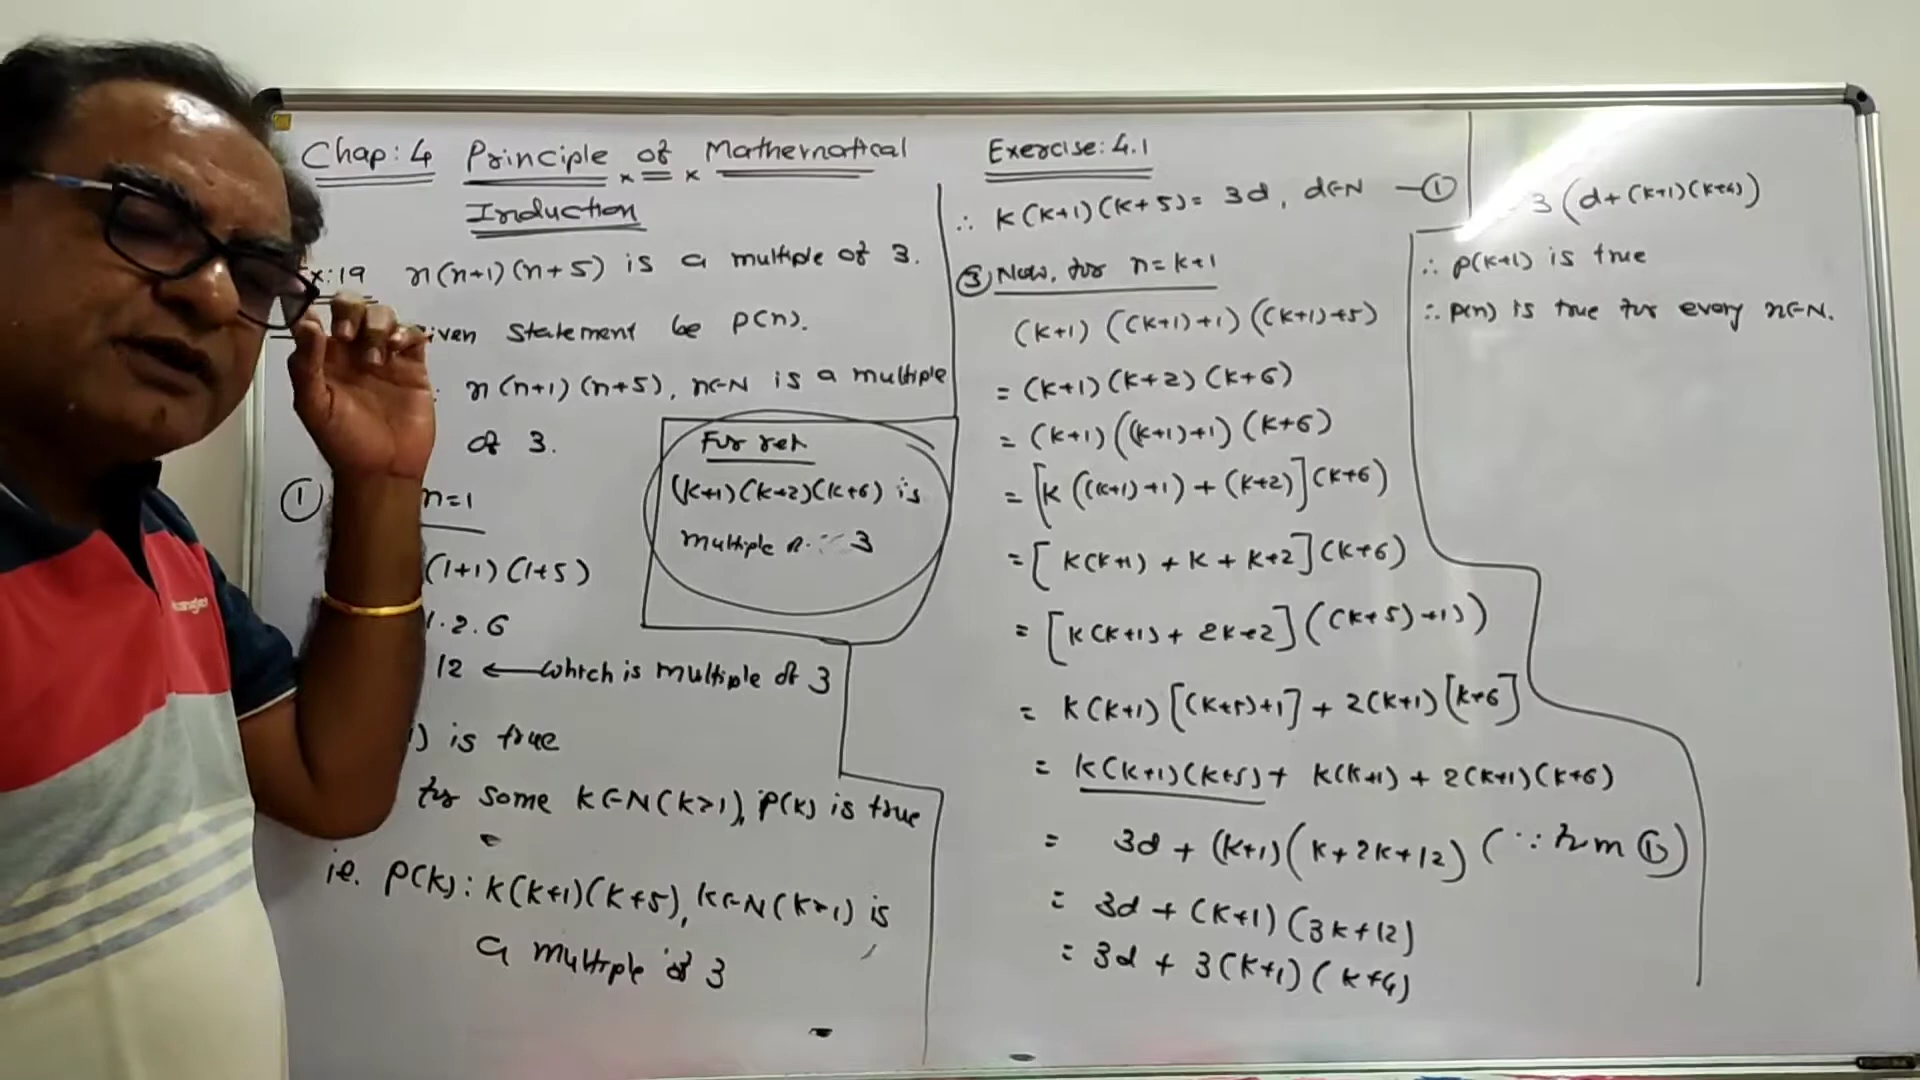 Chap: 4 Principle of Mathematical
Induction
Ex:19 n(n+1)(n+5) is a multiple of 3.
given statement be P(n).
: n(n+1)(n+5), n∈N is a multiple
of 3.
① n=1
(1+1)(1+5)
1.2.6
12 ← which is multiple of 3
1) is true
for some k∈N(k>1), P(k) is true
ie. P(k): k(k+1)(k+5), k∈N(k>1) is
a multiple of 3
For ref.
(k+1)(k+2)(k+6) is
multiple 3
Exercise: 4.1
∴ k(k+1)(k+5) = 3d, d∈N —①
③ Now, for n=k+1
(k+1)((k+1)+1)((k+1)+5)
= (k+1)(k+2)(k+6)
= (k+1)((k+1)+1)(k+6)
= [k((k+1)+1)+(k+2)](k+6)
= [k(k+1)+k+k+2](k+6)
= [k(k+1)+2k+2]((k+5)+1))
= k(k+1)[(k+5)+1]+2(k+1)[k+6]
= k(k+1)(k+5)+ k(k+1)+2(k+1)(k+6)
= 3d+(k+1)(k+2k+12) (∵ from ①)
= 3d+(k+1)(3k+12)
= 3d+3(k+1)(k+4)
3(d+(k+1)(k+4))
∴ P(k+1) is true
∴ P(n) is true for every n∈N.